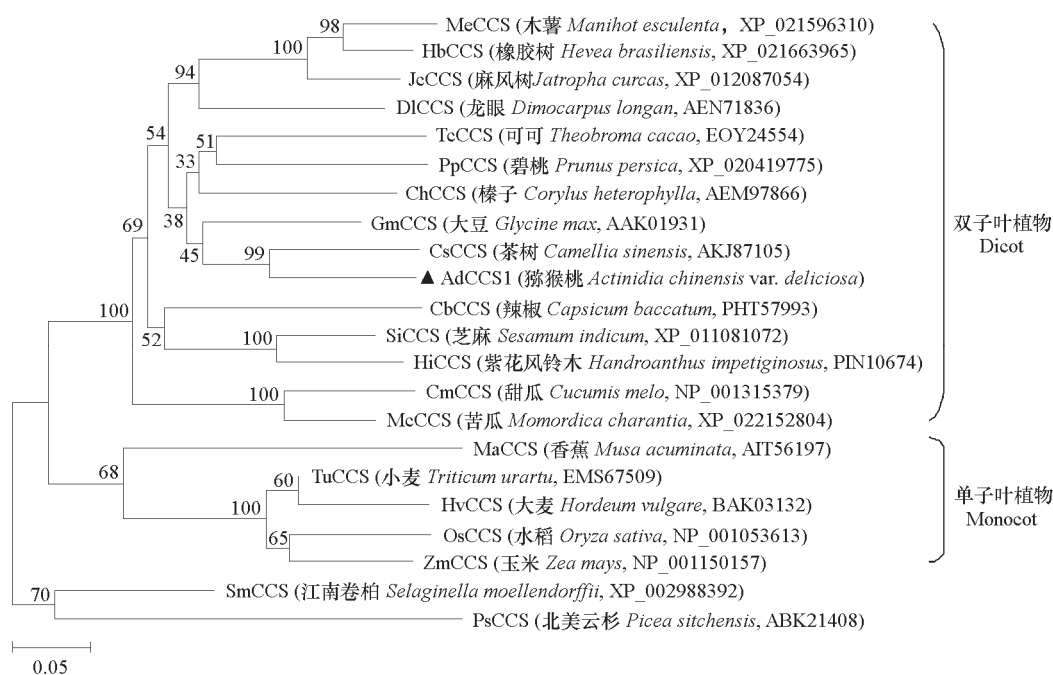 98
MeCCS (木薯 Manihot esculenta, XP_021596310)
100
HbCCS (橡胶树 Hevea brasiliensis, XP_021663965)
94
JcCCS (麻风树Jatropha curcas, XP_012087054)
DlCCS (龙眼 Dimocarpus longan, AEN71836)
54
51
TcCCS (可可 Theobroma cacao, EOY24554)
33
PpCCS (碧桃 Prunus persica, XP_020419775)
ChCCS (榛子 Corylus heterophylla, AEM97866)
69
38
GmCCS (大豆 Glycine max, AAK01931)
双子叶植物
Dicot
45
99
CsCCS (茶树 Camellia sinensis, AKJ87105)
▲ AdCCS1 (猕猴桃 Actinidia chinensis var. deliciosa)
100
CbCCS (辣椒 Capsicum baccatum, PHT57993)
52
100
SiCCS (芝麻 Sesamum indicum, XP_011081072)
HiCCS (紫花风铃木 Handroanthus impetiginosus, PIN10674)
100
CmCCS (甜瓜 Cucumis melo, NP_001315379)
McCCS (苦瓜 Momordica charantia, XP_022152804)
68
MaCCS (香蕉 Musa acuminata, AIT56197)
60
TuCCS (小麦 Triticum urartu, EMS67509)
100
HvCCS (大麦 Hordeum vulgare, BAK03132)
单子叶植物
Monocot
65
OsCCS (水稻 Oryza sativa, NP_001053613)
ZmCCS (玉米 Zea mays, NP_001150157)
70
SmCCS (江南卷柏 Selaginella moellendorffii, XP_002988392)
PsCCS (北美云杉 Picea sitchensis, ABK21408)
0.05